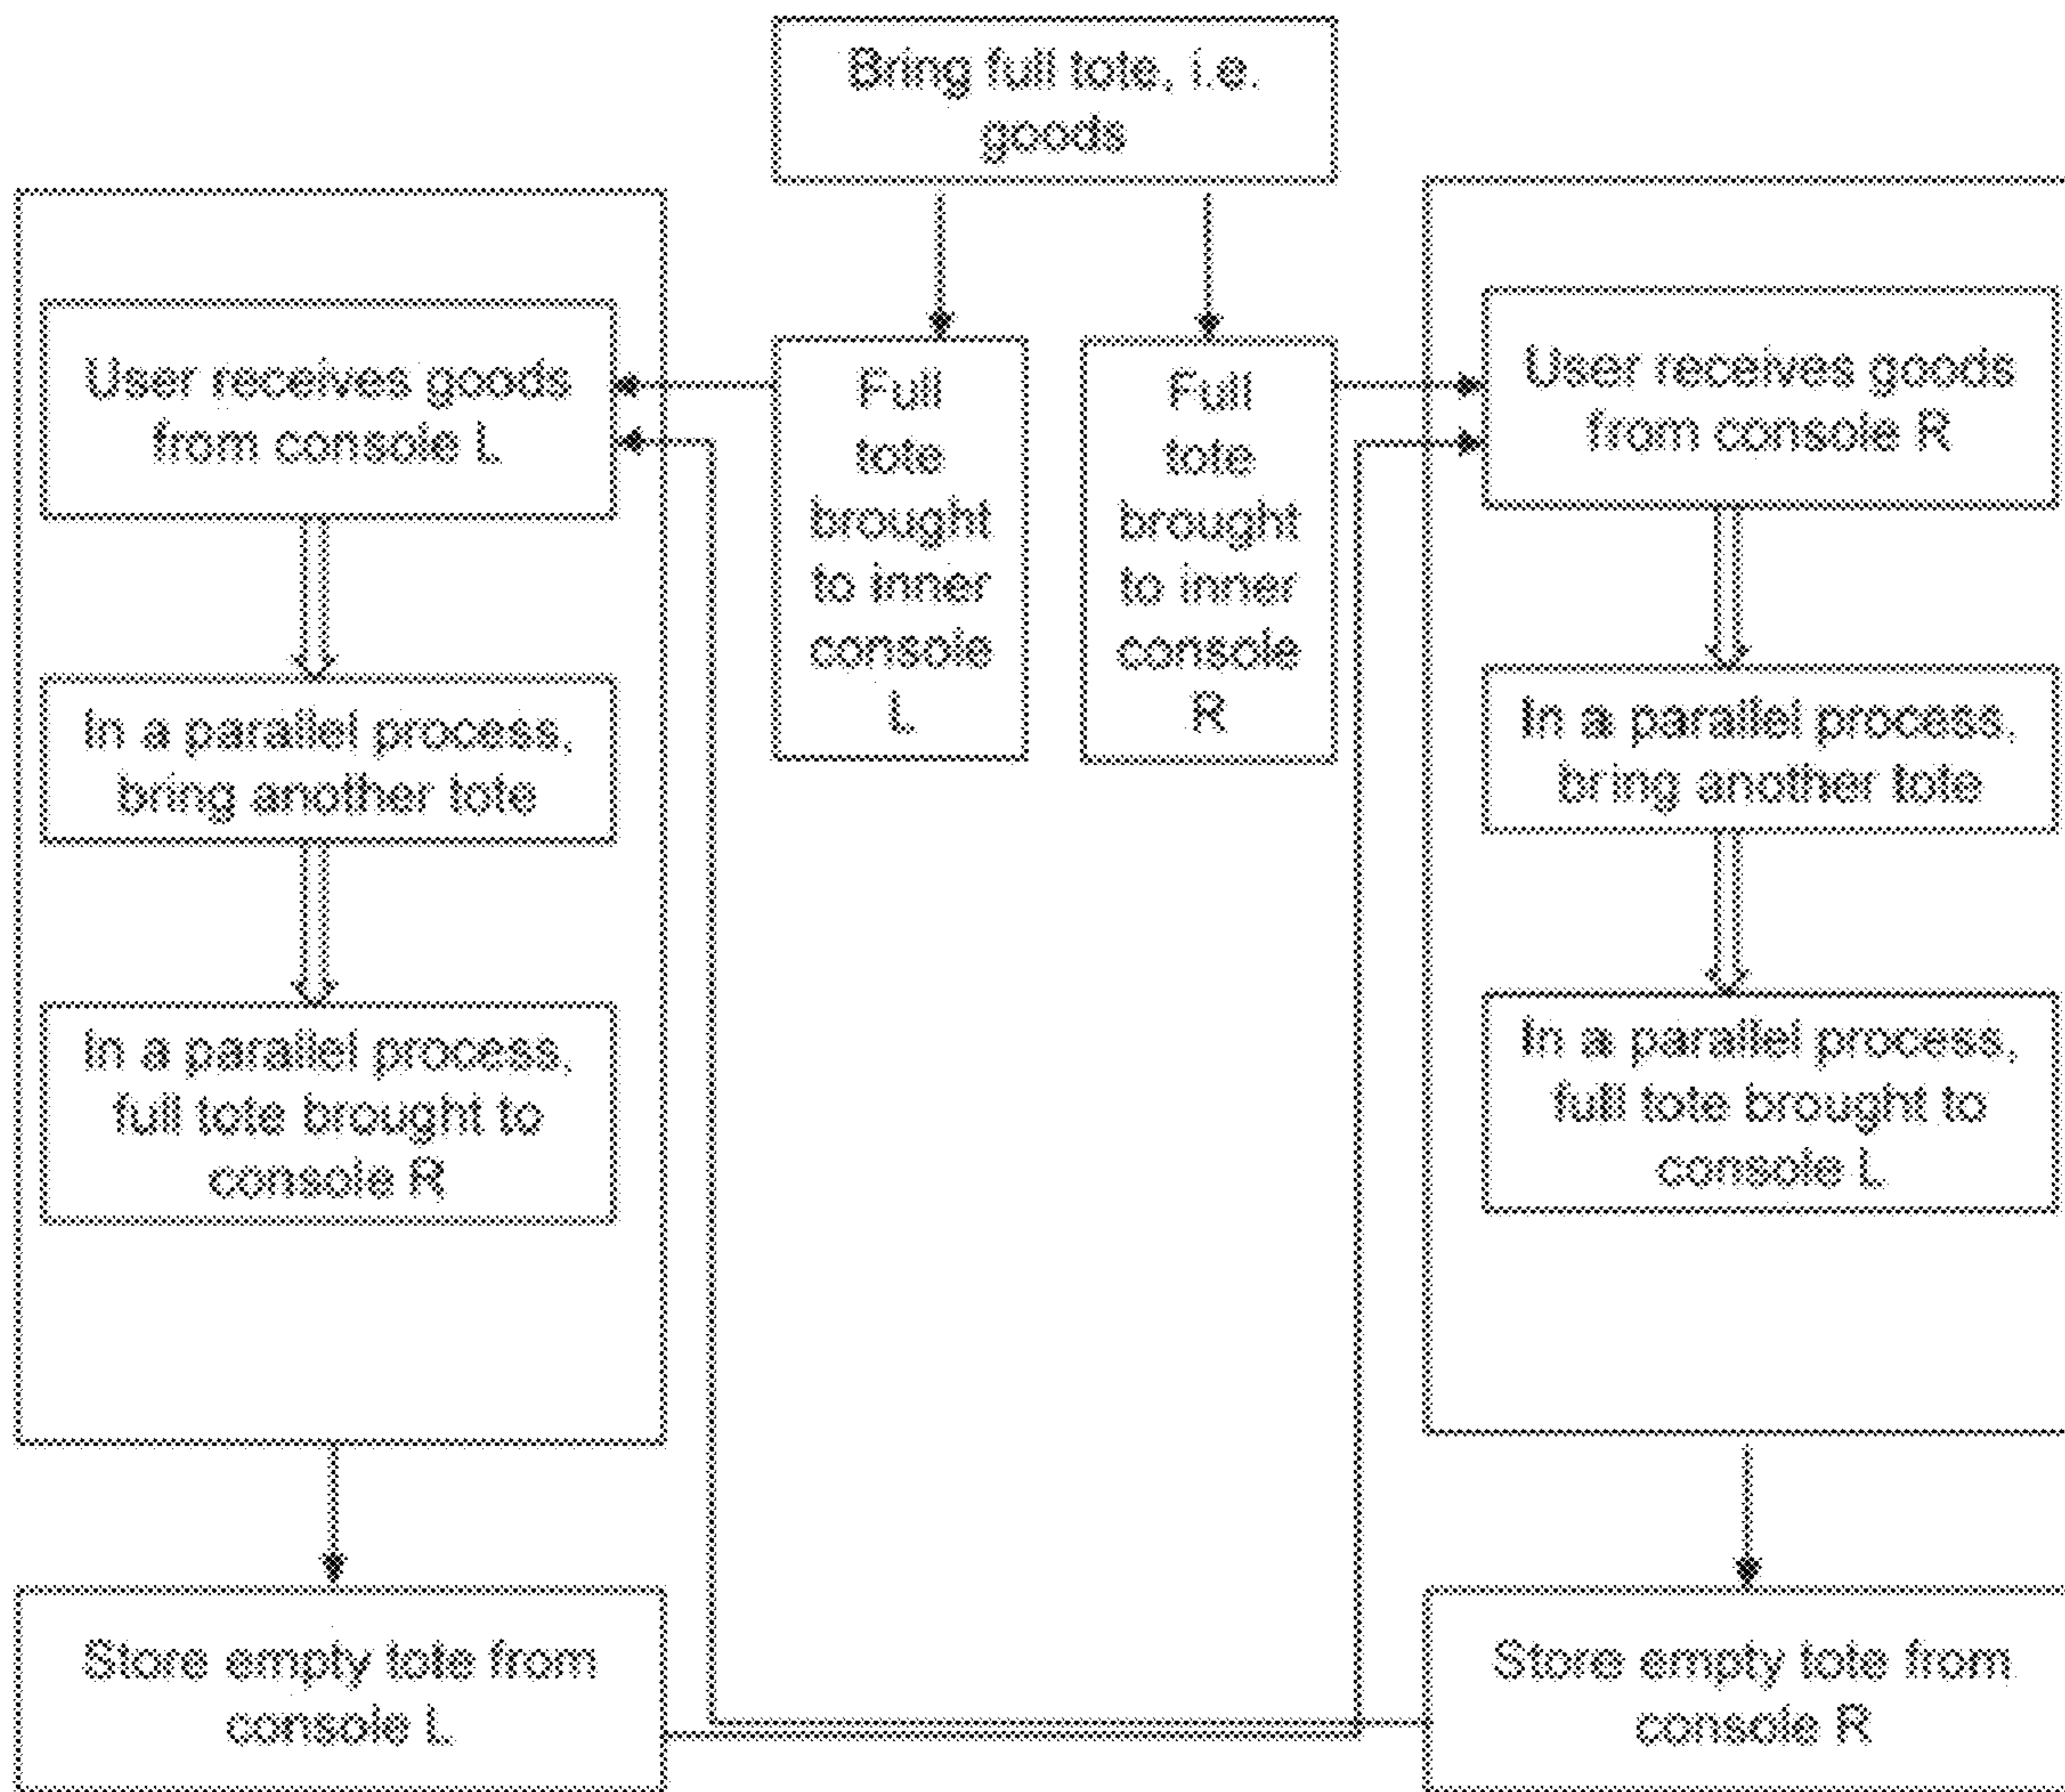 Bring full tote, i.e.
goods
User receives goods
from console L
Full
tote
brought
to inner
console
L
Full
tote
brought
to inner
console
R
User receives goods
from console R
In a parallel process,
bring another tote
In a parallel process,
bring another tote
In a parallel process,
full tote brought to
console R
In a parallel process,
full tote brought to
console L
Store empty tote from
console L
Store empty tote from
console R